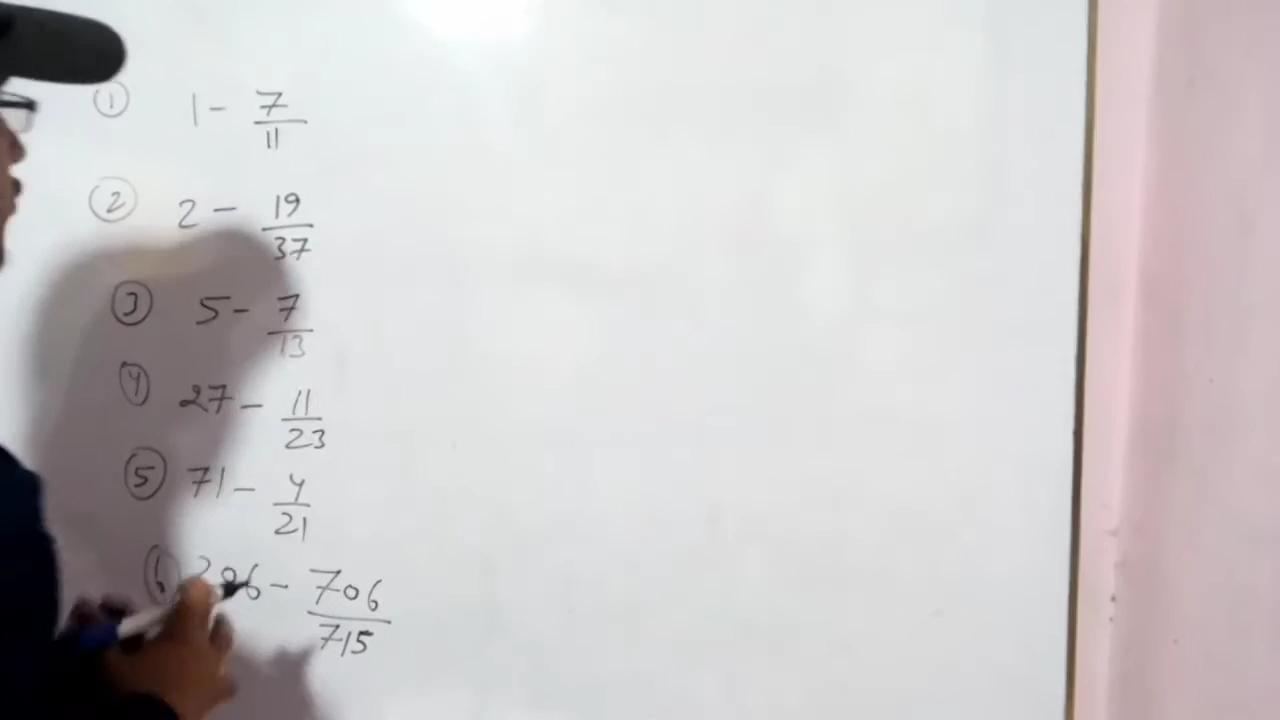 ① 1 - 7/11
② 2 - 19/37
③ 5 - 7/13
④ 27 - 11/23
⑤ 71 - 4/21
⑥ - 706/715